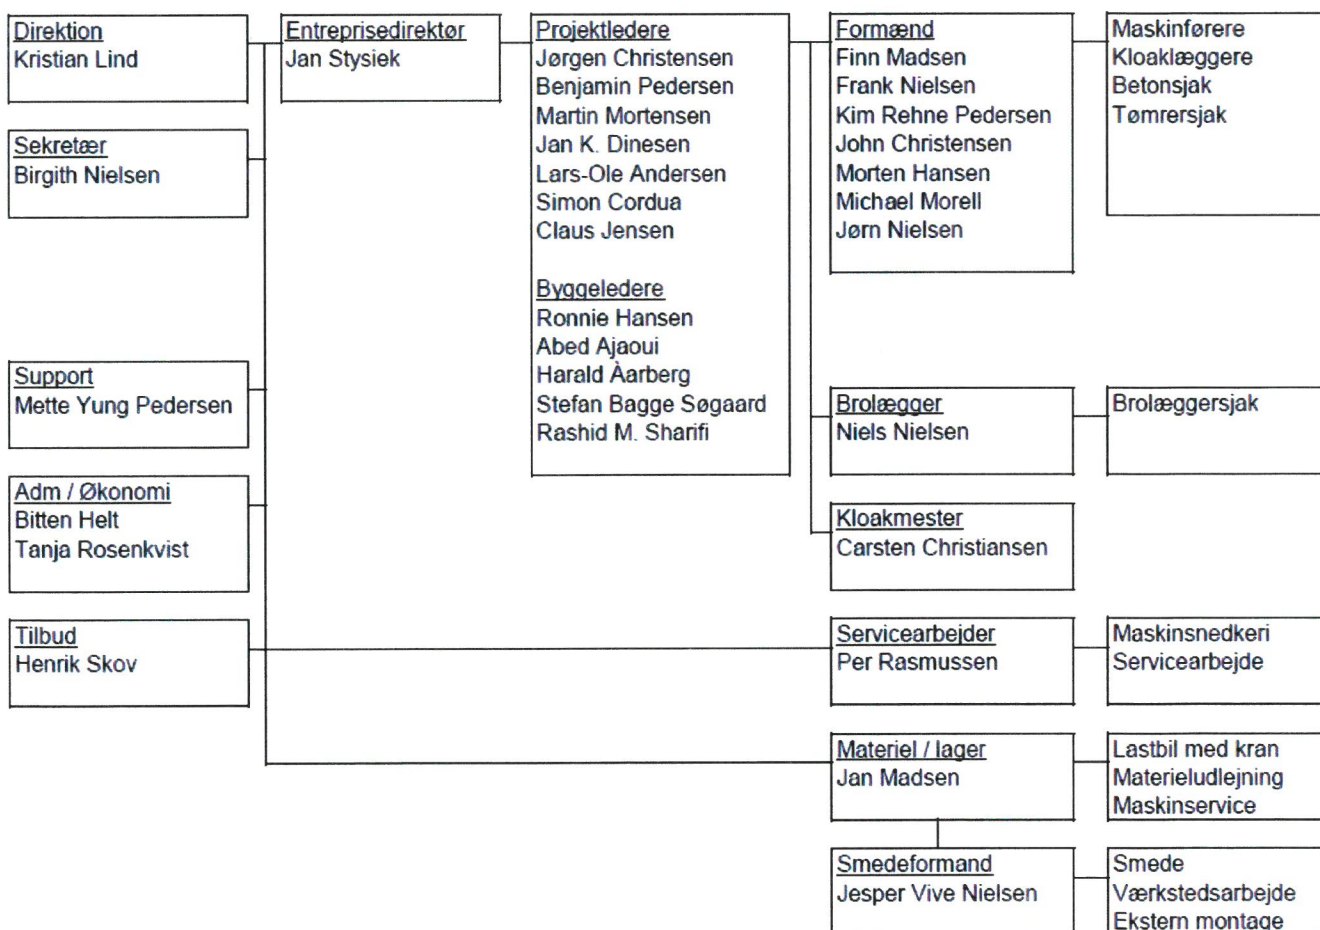 Direktion
Kristian Lind
Sekretær
Birgith Nielsen
Support
Mette Yung Pedersen
Adm / Økonomi
Bitten Helt
Tanja Rosenkvist
Tilbud
Henrik Skov
Entreprisedirektør
Jan Stysiek
Projektledere
Jørgen Christensen
Benjamin Pedersen
Martin Mortensen
Jan K. Dinesen
Lars-Ole Andersen
Simon Cordua
Claus Jensen
Byggeledere
Ronnie Hansen
Abed Ajaoui
Harald Àarberg
Stefan Bagge Søgaard
Rashid M. Sharifi
Formænd
Finn Madsen
Frank Nielsen
Kim Rehne Pedersen
John Christensen
Morten Hansen
Michael Morell
Jørn Nielsen
Maskinførere
Kloaklæggere
Betonsjak
Tømrersjak
Brolægger
Niels Nielsen
Brolæggersjak
Kloakmester
Carsten Christiansen
Servicearbejder
Per Rasmussen
Maskinsnedkeri
Servicearbejde
Materiel / lager
Jan Madsen
Lastbil med kran
Materieludlejning
Maskinservice
Smedeformand
Jesper Vive Nielsen
Smede
Værkstedsarbejde
Ekstern montage